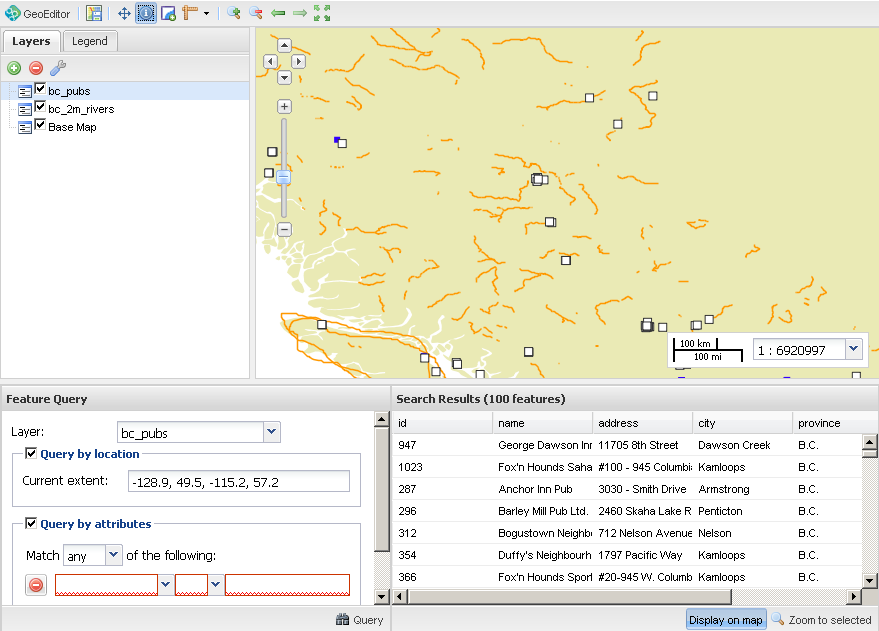 GeoEditor
Layers Legend
bc_pubs
bc_2m_rivers
Base Map
100 km
100 mi
1 : 6920997
Feature Query
Layer: bc_pubs
Query by location
Current extent: -128.9, 49.5, -115.2, 57.2
Query by attributes
Match any of the following:
Query
Search Results (100 features)
id name address city province
947 George Dawson Inn 11705 8th Street Dawson Creek B.C.
1023 Fox'n Hounds Saha #100 - 945 Columbi Kamloops B.C.
287 Anchor Inn Pub 3030 - Smith Drive Armstrong B.C.
296 Barley Mill Pub Ltd. 2460 Skaha Lake R Penticton B.C.
312 Bogustown Neighb 712 Nelson Avenue Nelson B.C.
354 Duffy's Neighbourh 1797 Pacific Way Kamloops B.C.
366 Fox'n Hounds Sport #20-945 W. Columb Kamloops B.C.
Display on map Zoom to selected